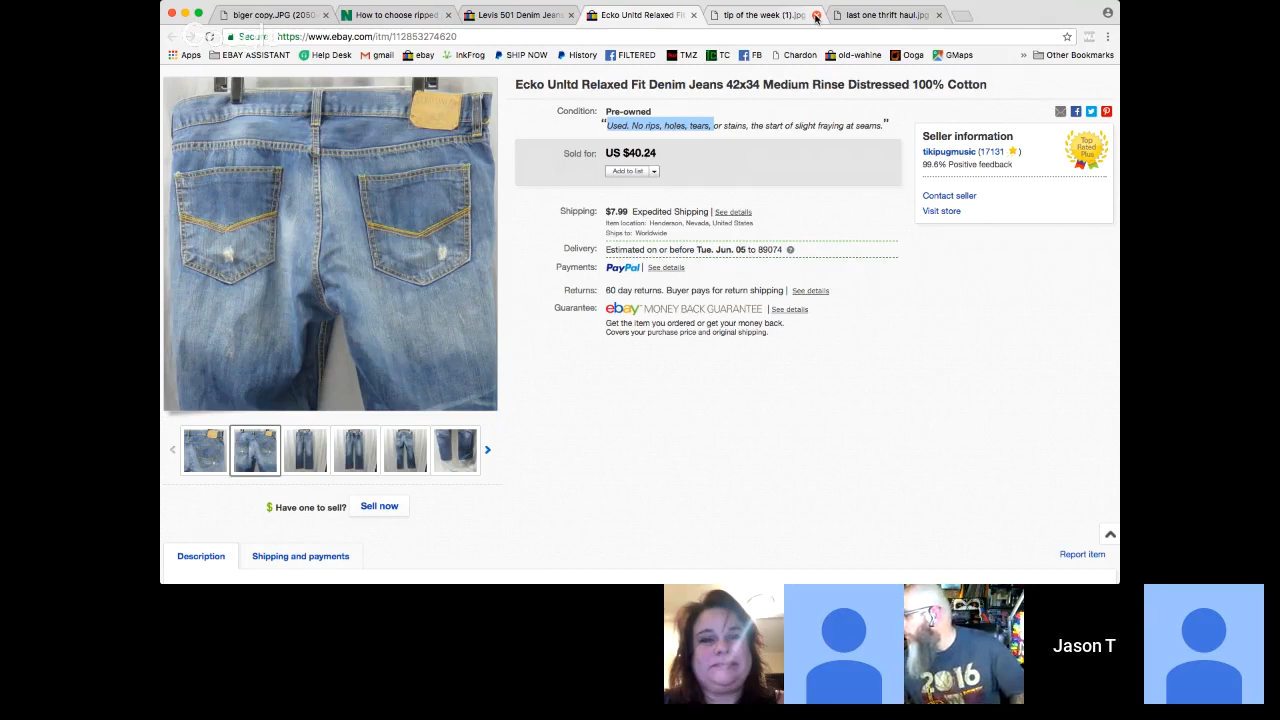 biger copy.JPG (2050
How to choose ripped
Levis 501 Denim Jeans
Ecko Unltd Relaxed Fit
tip of the week (1).jpg
last one thrift haul.jpg
Secure https://www.ebay.com/itm/112853274620
Apps EBAY ASSISTANT Help Desk gmail ebay InkFrog SHIP NOW History FILTERED TMZ TC FB Chardon old-wahine Ooga GMaps » Other Bookmarks
Ecko Unltd Relaxed Fit Denim Jeans 42x34 Medium Rinse Distressed 100% Cotton
Condition: Pre-owned
"Used. No rips, holes, tears, or stains, the start of slight fraying at seams."
Sold for: US $40.24
Add to list
Shipping: $7.99 Expedited Shipping | See details
Item location: Henderson, Nevada, United States
Ships to: Worldwide
Delivery: Estimated on or before Tue. Jun. 05 to 89074
Payments: PayPal | See details
Returns: 60 day returns. Buyer pays for return shipping | See details
Guarantee: ebay MONEY BACK GUARANTEE | See details
Get the item you ordered or get your money back.
Covers your purchase price and original shipping.
Seller information
tikipugmusic (17131 )
99.6% Positive feedback
Top Rated Plus
Contact seller
Visit store
$ Have one to sell? Sell now
Description
Shipping and payments
Report item
2016
Jason T